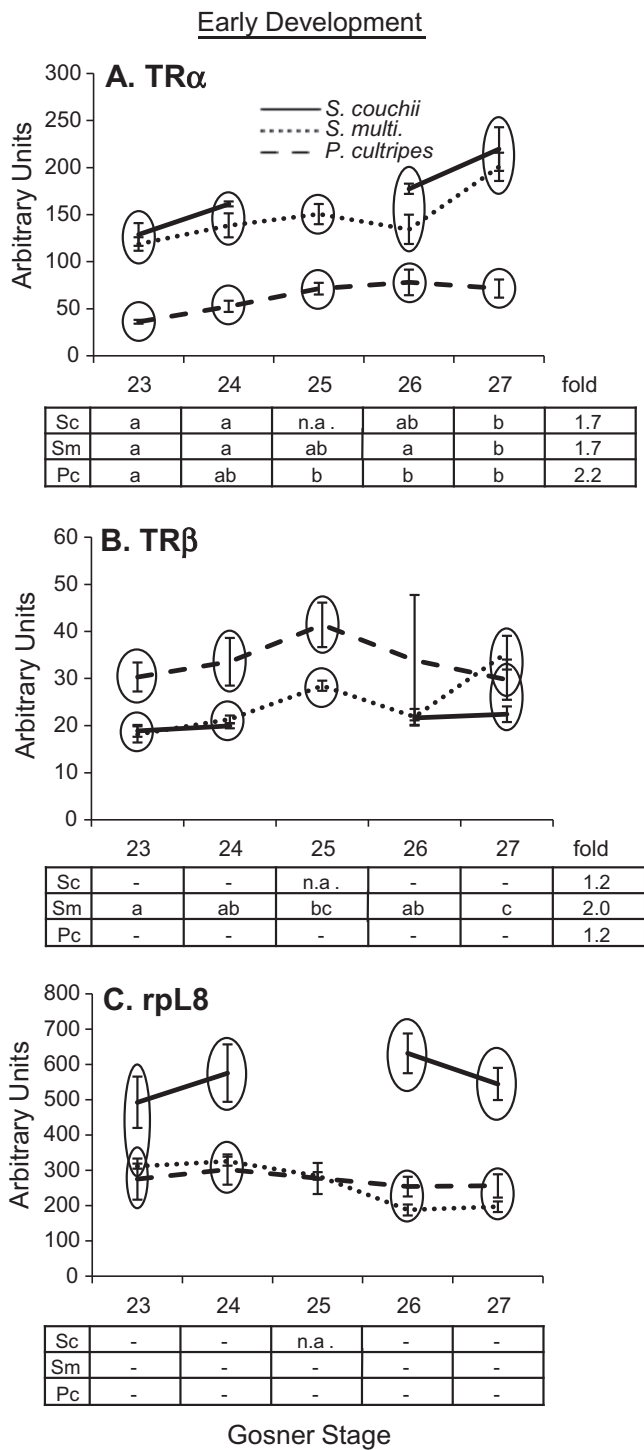 Early Development
A. TRα
S. couchii
S. multi.
P. cultripes
Arbitrary Units
300
250
200
150
100
50
0
23 24 25 26 27 fold
Sc a a n.a . ab b 1.7
Sm a a ab a b 1.7
Pc a ab b b b 2.2
B. TRβ
Arbitrary Units
60
50
40
30
20
10
0
23 24 25 26 27 fold
Sc - - n.a . - - 1.2
Sm a ab bc ab c 2.0
Pc - - - - - 1.2
C. rpL8
Arbitrary Units
800
700
600
500
400
300
200
100
0
23 24 25 26 27
Sc - - n.a . - -
Sm - - - - -
Pc - - - - -
Gosner Stage